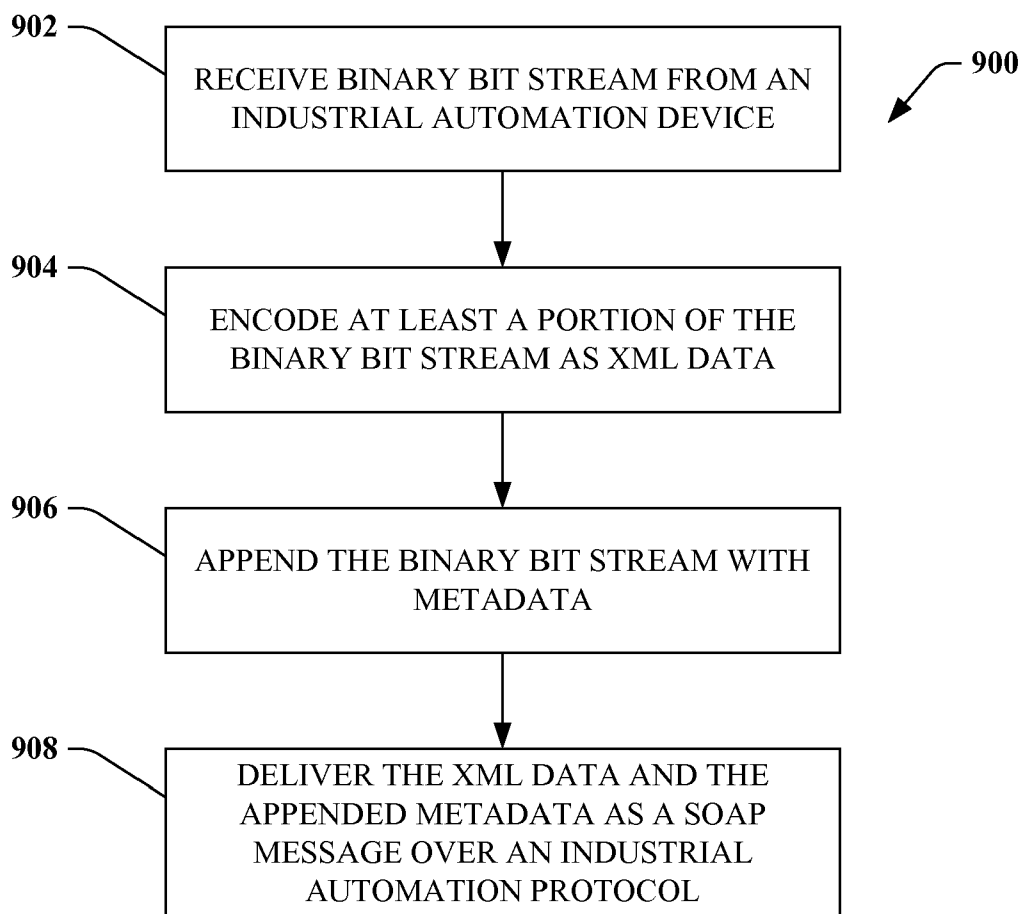 902
900
RECEIVE BINARY BIT STREAM FROM AN
INDUSTRIAL AUTOMATION DEVICE
904
ENCODE AT LEAST A PORTION OF THE
BINARY BIT STREAM AS XML DATA
906
APPEND THE BINARY BIT STREAM WITH
METADATA
908
DELIVER THE XML DATA AND THE
APPENDED METADATA AS A SOAP
MESSAGE OVER AN INDUSTRIAL
AUTOMATION PROTOCOL